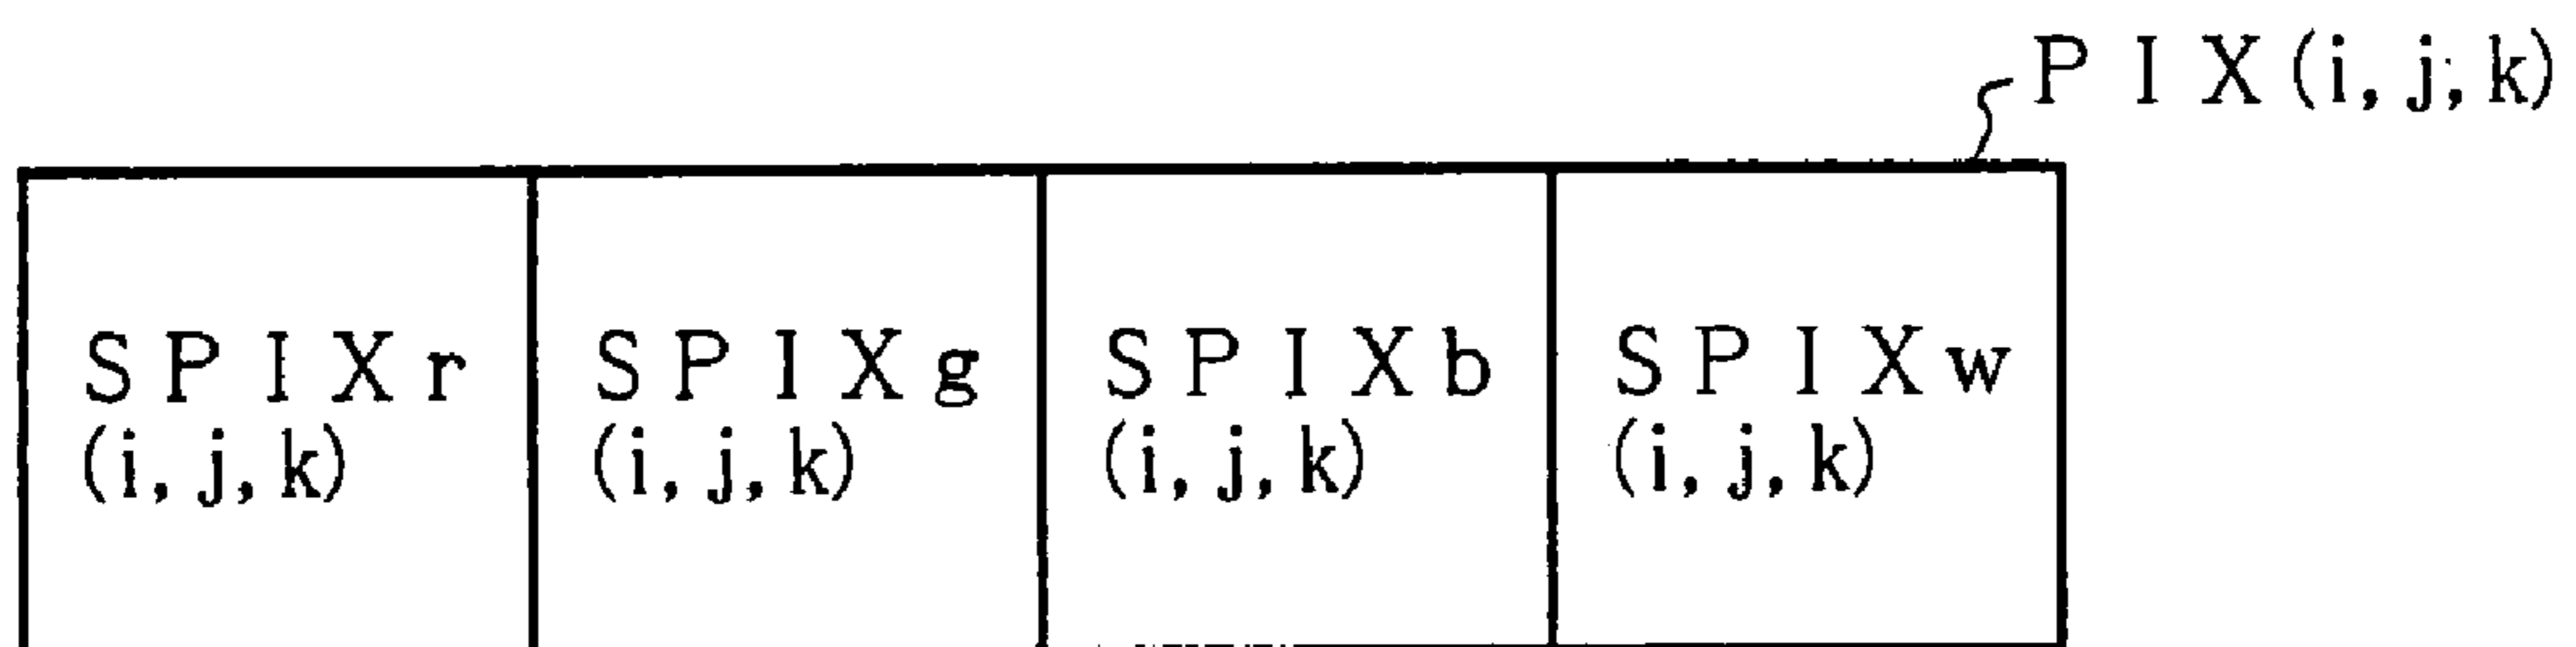 PIX(i,j,k)
SPIXr SPIXg SPIXb SPIXw
(i,j,k) (i,j,k) (i,j,k) (i,j,k)